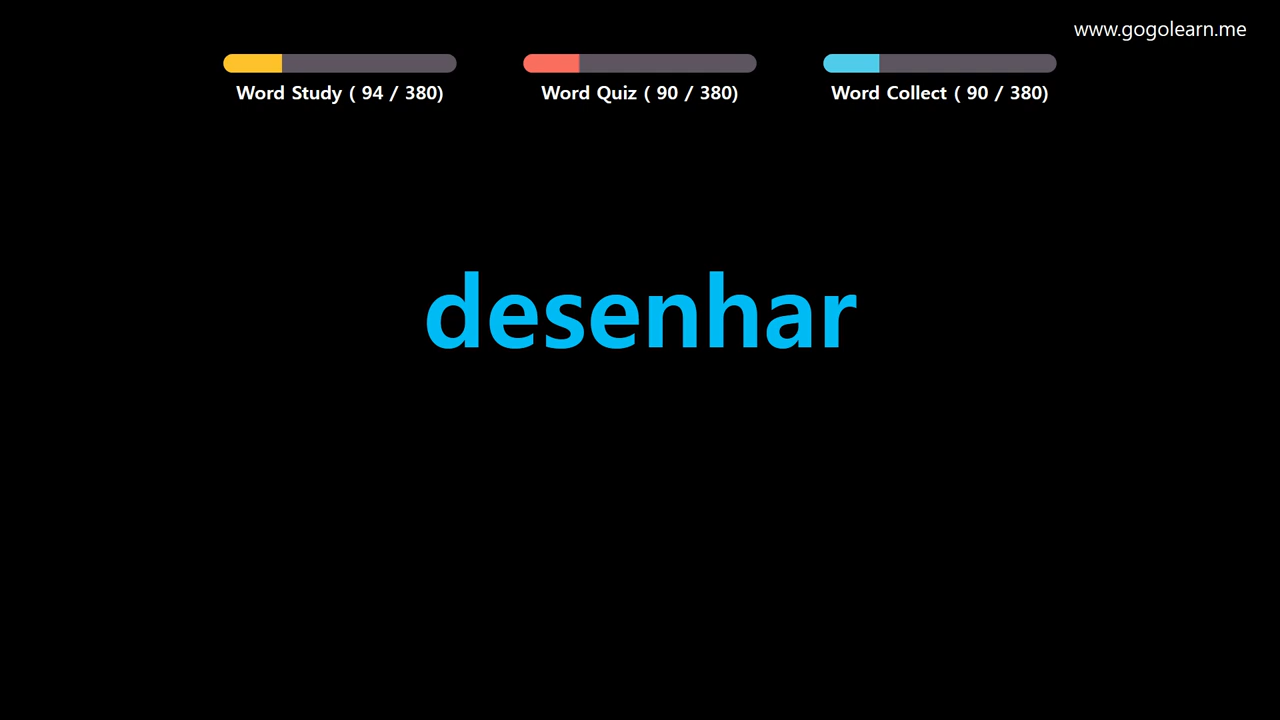 www.gogolearn.me
Word Study ( 94 / 380)
Word Quiz ( 90 / 380)
Word Collect ( 90 / 380)
desenhar